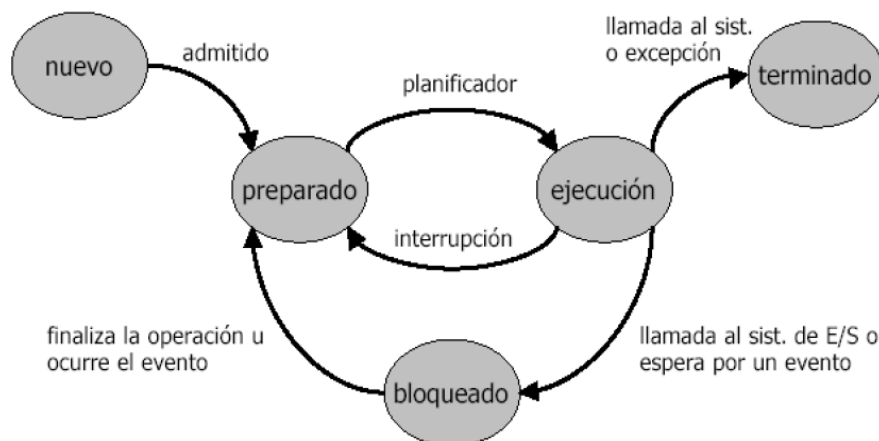 nuevo
admitido
llamada al sist.
o excepción
terminado
planificador
preparado
ejecución
interrupción
finaliza la operación u
ocurre el evento
llamada al sist. de E/S o
espera por un evento
bloqueado